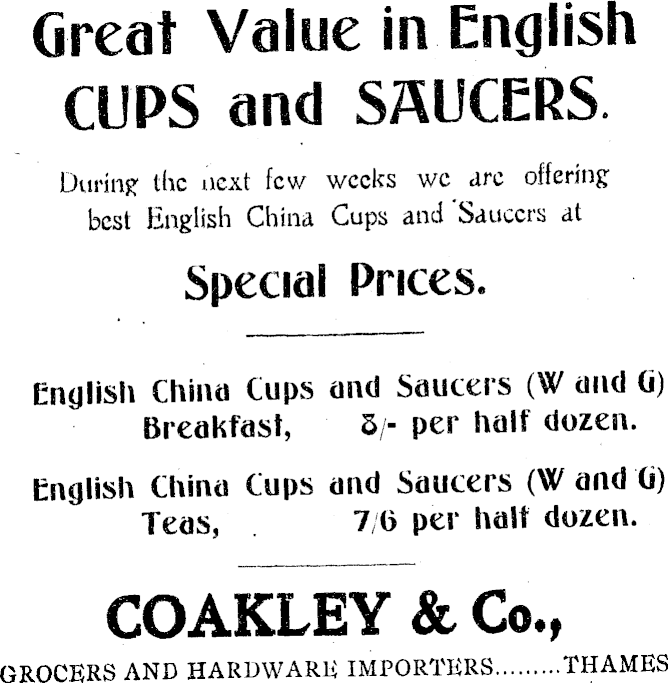 Great Value in English
CUPS and SAUCERS.
During the next few weeks we are offering
best English China Cups and Saucers at
Special Prices.
English China Cups and Saucers (W and G)
Breakfast, 8/- per half dozen.
English China Cups and Saucers (W and G)
Teas, 7/6 per half dozen.
COAKLEY & Co.,
GROCERS AND HARDWARE IMPORTERS.........THAMES